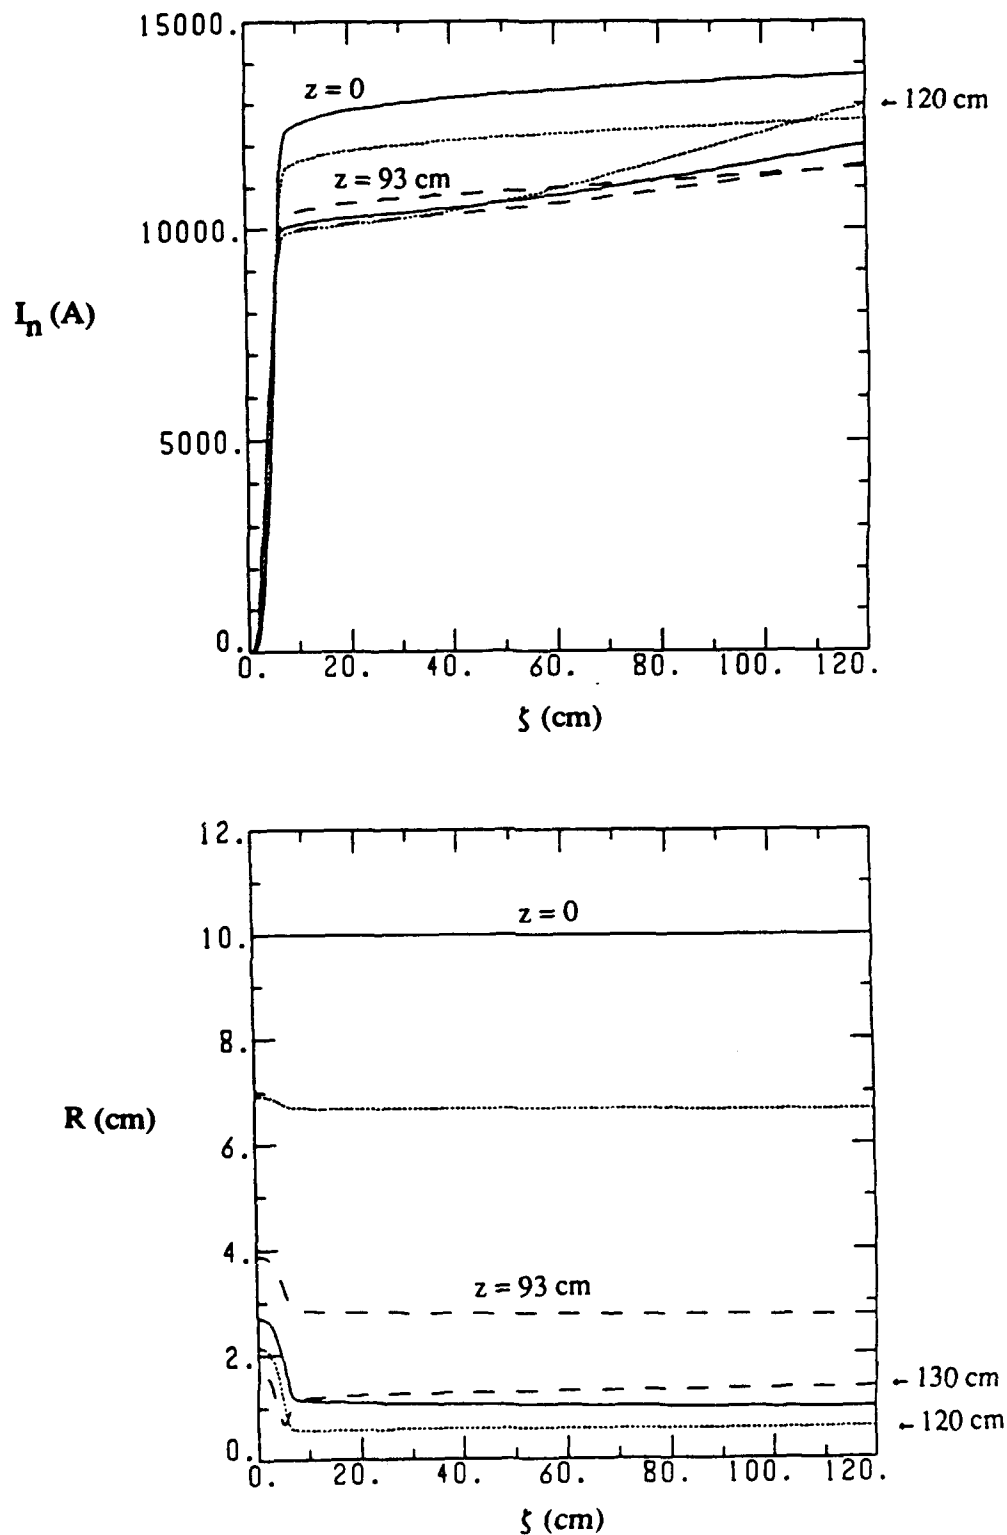 15000.
z = 0
← 120 cm
z = 93 cm
10000.
I_n (A)
5000.
0.
0. 20. 40. 60. 80. 100. 120.
ζ (cm)
12.
z = 0
10.
8.
R (cm)
6.
4.
z = 93 cm
2.
← 130 cm
← 120 cm
0.
0. 20. 40. 60. 80. 100. 120.
ζ (cm)